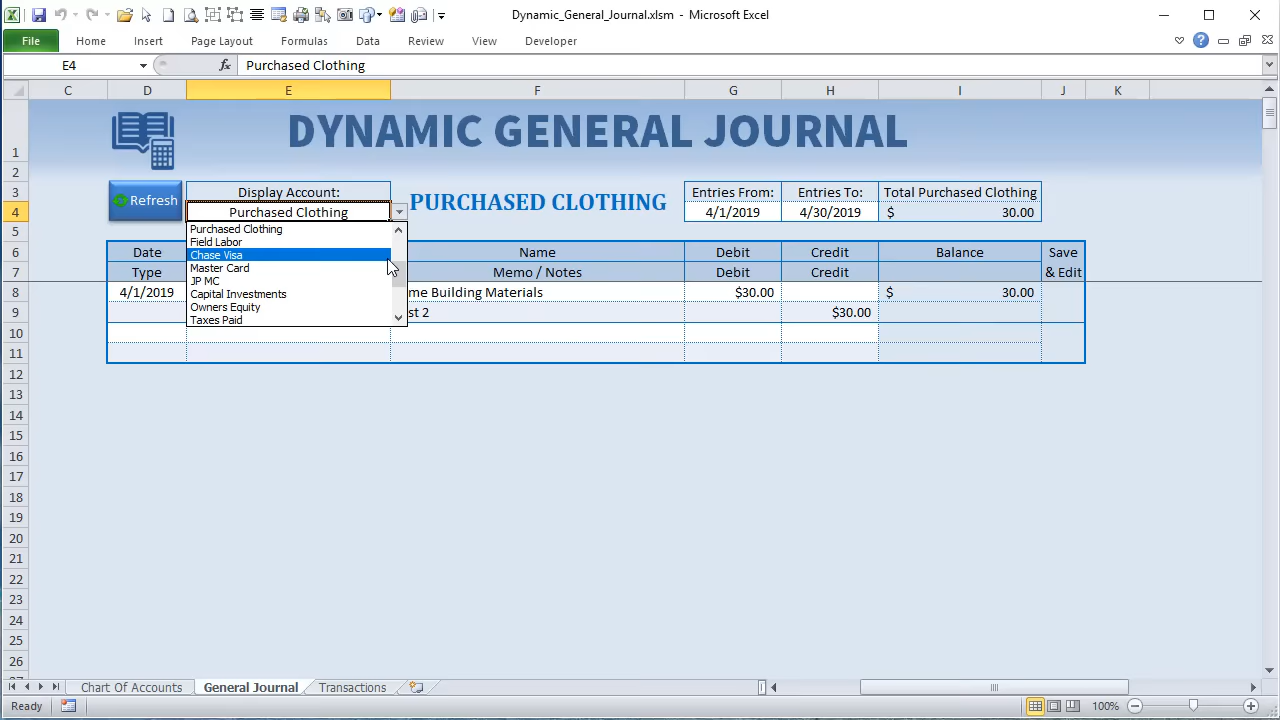 Dynamic_General_Journal.xlsm - Microsoft Excel
File Home Insert Page Layout Formulas Data Review View Developer
E4 fx Purchased Clothing
C D E F G H I J K
1 DYNAMIC GENERAL JOURNAL
2
3 Display Account: Entries From: Entries To: Total Purchased Clothing
Refresh PURCHASED CLOTHING
4 Purchased Clothing 4/1/2019 4/30/2019 $ 30.00
Purchased Clothing
5
Field Labor
6 Date Name Debit Credit Balance Save
Chase Visa
7 Type Memo / Notes Debit Credit & Edit
Master Card
JP MC
8 4/1/2019 me Building Materials $30.00 $ 30.00
Capital Investments
Owners Equity
9 st 2 $30.00
Taxes Paid
10
11
12
13
14
15
16
17
18
19
20
21
22
23
24
25
26
27
Chart Of Accounts General Journal Transactions
Ready 100%